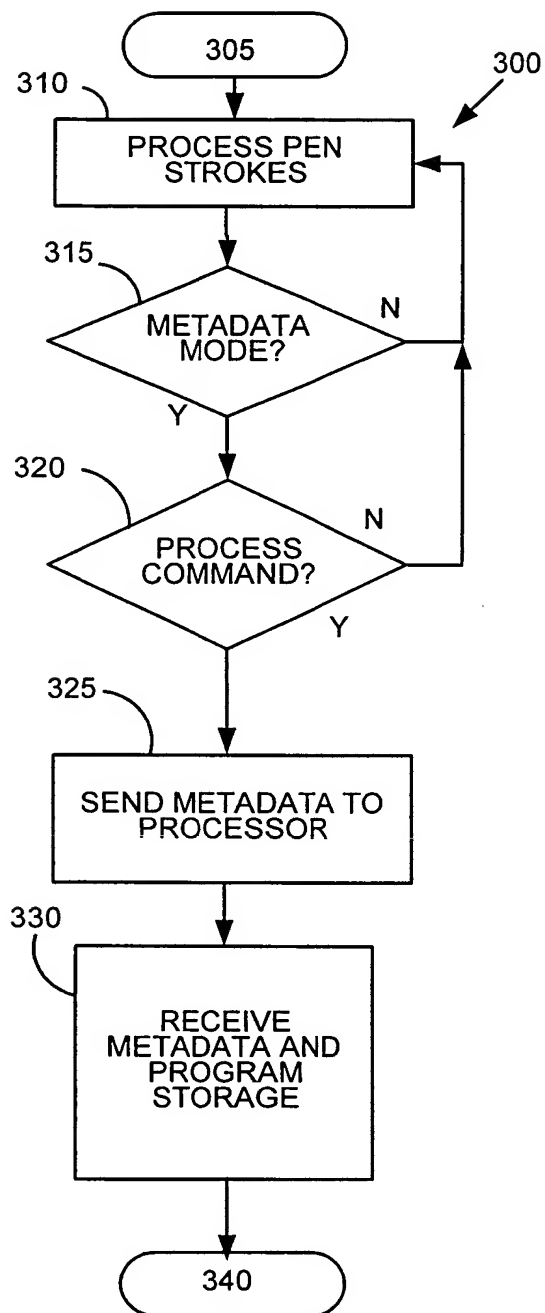 305
300
310
PROCESS PEN
STROKES
315
METADATA
MODE?
N
Y
320
PROCESS
COMMAND?
N
Y
325
SEND METADATA TO
PROCESSOR
330
RECEIVE
METADATA AND
PROGRAM
STORAGE
340